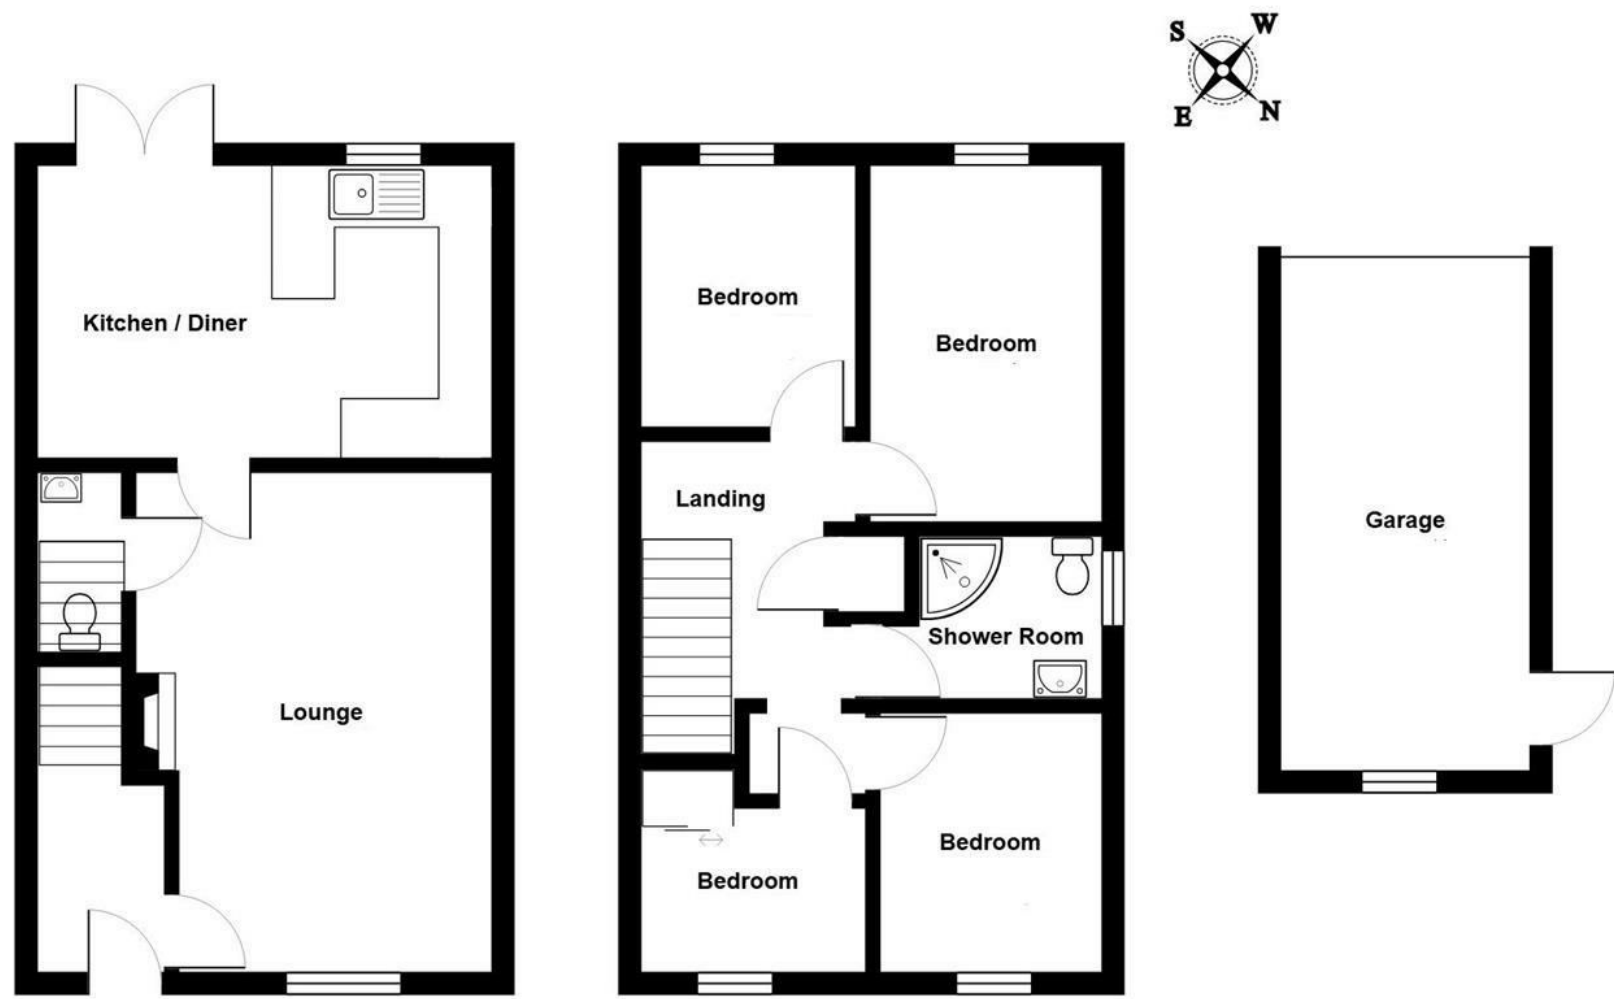 S
W
E
N
Kitchen / Diner
Lounge
Bedroom
Bedroom
Landing
Shower Room
Bedroom
Bedroom
Garage